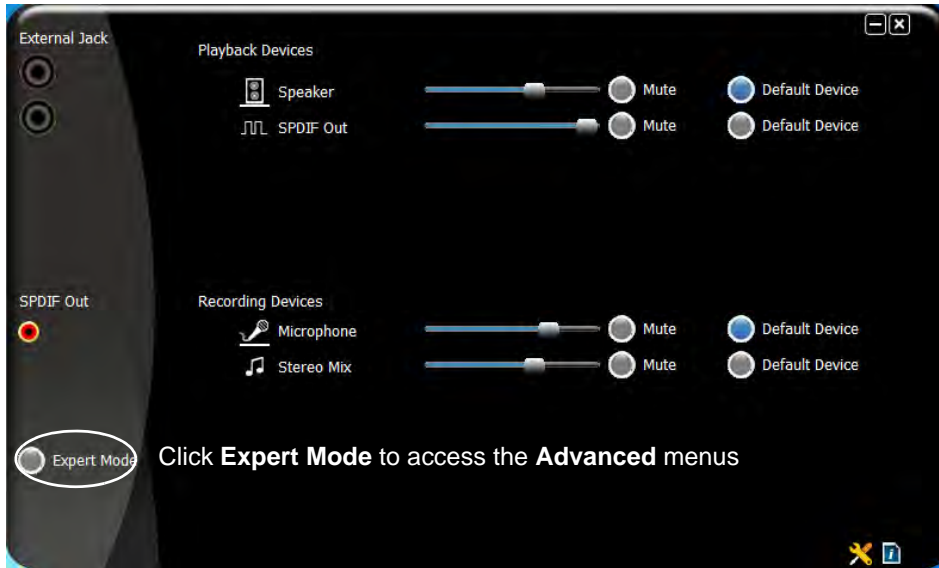 External Jack
Playback Devices
Speaker Mute Default Device
SPDIF Out Mute Default Device
SPDIF Out
Recording Devices
Microphone Mute Default Device
Stereo Mix Mute Default Device
Expert Mode
Click Expert Mode to access the Advanced menus